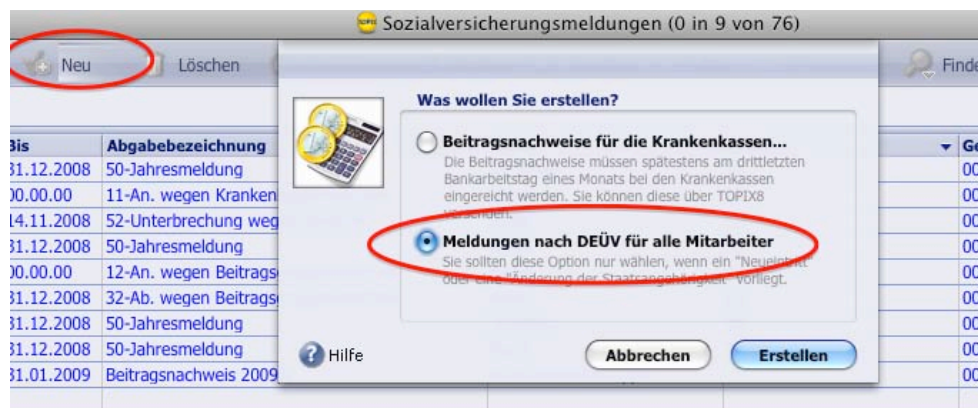 Sozialversicherungsmeldungen (0 in 9 von 76)
Neu
Löschen
Was wollen Sie erstellen?
Beitragsnachweise für die Krankenkassen...
Die Beitragsnachweise müssen spätestens am drittletzten
Bankarbeitstag eines Monats bei den Krankenkassen
eingereicht werden. Sie können diese über TOPIX8
versenden.
Meldungen nach DEÜV für alle Mitarbeiter
Sie sollten diese Option nur wählen, wenn ein "Neueintritt
oder eine "Änderung der Staatsangehörigkeit" vorliegt.
Hilfe
Abbrechen
Erstellen
Finde
Bis Abgabebezeichnung Ge
31.12.2008 50-Jahresmeldung 00
00.00.00 11-An. wegen Kranken 00
14.11.2008 52-Unterbrechung weg 00
31.12.2008 50-Jahresmeldung 00
00.00.00 12-An. wegen Beitrags 00
31.12.2008 32-Ab. wegen Beitrags 00
31.12.2008 50-Jahresmeldung 00
31.12.2008 50-Jahresmeldung 00
31.01.2009 Beitragsnachweis 2009 00